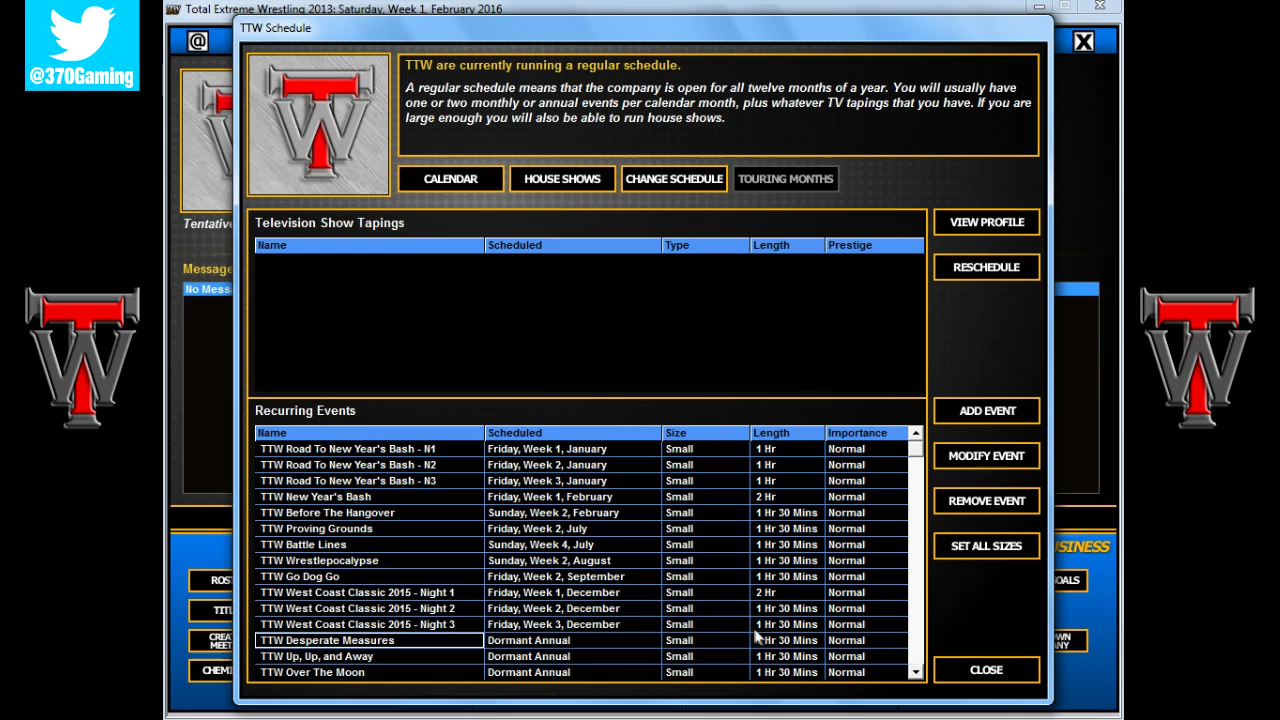 Total Extreme Wrestling 2013: Saturday, Week 1, February 2016
@370Gaming
@
TTW Schedule
X
TTW
TTW are currently running a regular schedule.
A regular schedule means that the company is open for all twelve months of a year. You will usually have
one or two monthly or annual events per calendar month, plus whatever TV tapings that you have. If you are
large enough you will also be able to run house shows.
CALENDAR HOUSE SHOWS CHANGE SCHEDULE TOURING MONTHS
Tentative
Television Show Tapings VIEW PROFILE
Name Scheduled Type Length Prestige
RESCHEDULE
Message
No Mess
Recurring Events ADD EVENT
Name Scheduled Size Length Importance
TTW Road To New Year's Bash - N1 Friday, Week 1, January Small 1 Hr Normal
TTW Road To New Year's Bash - N2 Friday, Week 2, January Small 1 Hr Normal
TTW Road To New Year's Bash - N3 Friday, Week 3, January Small 1 Hr Normal
TTW New Year's Bash Friday, Week 1, February Small 2 Hr Normal
TTW Before The Hangover Sunday, Week 2, February Small 1 Hr 30 Mins Normal
TTW Proving Grounds Friday, Week 2, July Small 1 Hr 30 Mins Normal
TTW Battle Lines Sunday, Week 4, July Small 1 Hr 30 Mins Normal
TTW Wrestlepocalypse Sunday, Week 2, August Small 1 Hr 30 Mins Normal
TTW Go Dog Go Friday, Week 2, September Small 1 Hr 30 Mins Normal
TTW West Coast Classic 2015 - Night 1 Friday, Week 1, December Small 2 Hr Normal
TTW West Coast Classic 2015 - Night 2 Friday, Week 2, December Small 1 Hr 30 Mins Normal
TTW West Coast Classic 2015 - Night 3 Friday, Week 3, December Small 1 Hr 30 Mins Normal
TTW Desperate Measures Dormant Annual Small Hr 30 Mins Normal
TTW Up, Up, and Away Dormant Annual Small 1 Hr 30 Mins Normal
TTW Over The Moon Dormant Annual Small 1 Hr 30 Mins Normal
MODIFY EVENT
REMOVE EVENT
SET ALL SIZES
CLOSE
USINESS
ROST
TITL
CREA
MEET
CHEMI
OALS
OWN
ANY